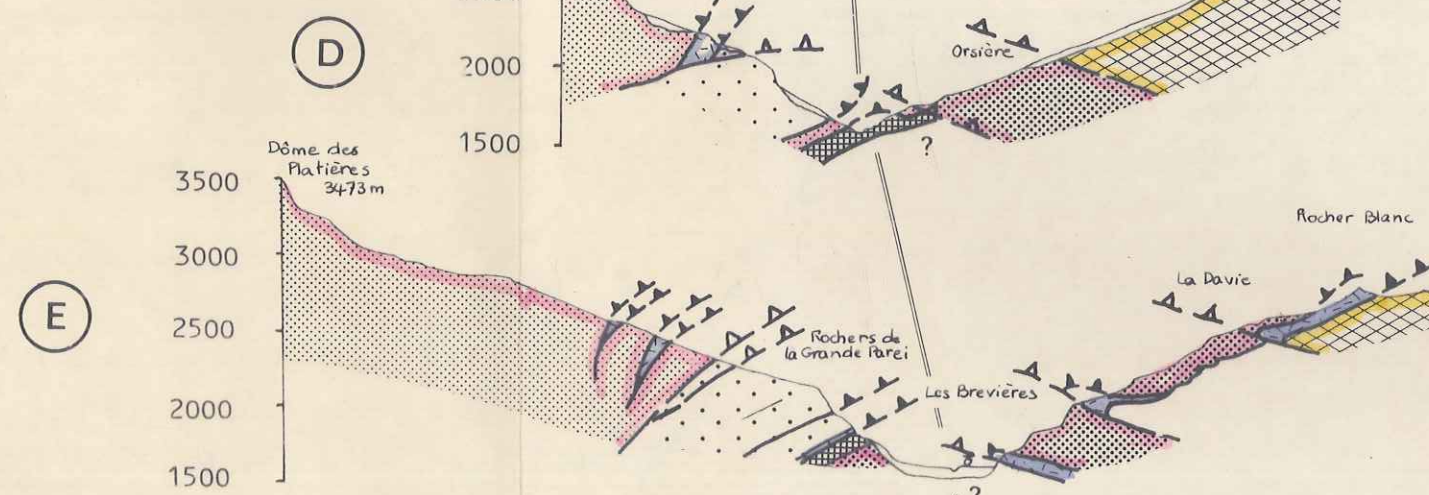 D
2000
1500
Orsière
?
E
Dôme des
Platières
3473 m
3500
3000
2500
2000
1500
Rochers de
la Grande Parei
Les Brevières
La Davie
Rocher Blanc
?